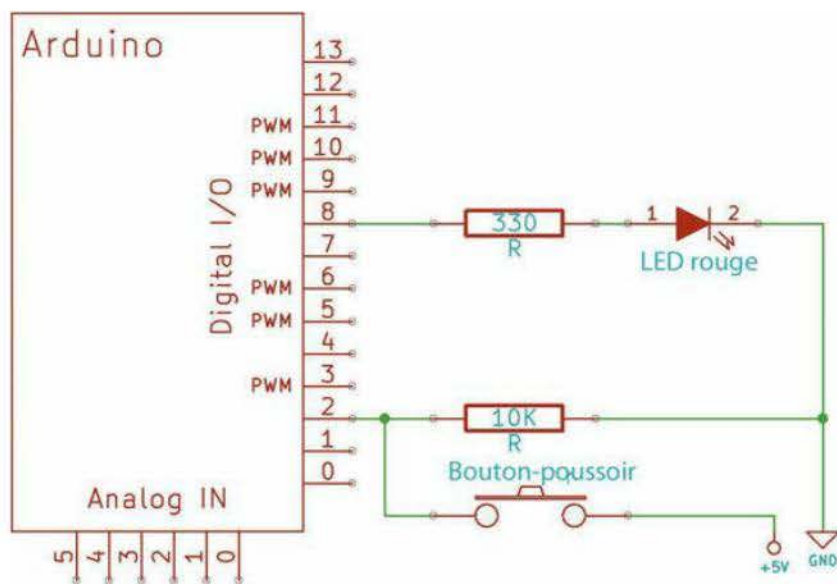 Arduino
13
12
PWM 11
PWM 10
PWM 9
8
7
PWM 6
PWM 5
4
PWM 3
2
1
0
Digital I/O
330
R
1 2
LED rouge
10K
R
Bouton-poussoir
+5V
GND
Analog IN
5 4 3 2 1 0